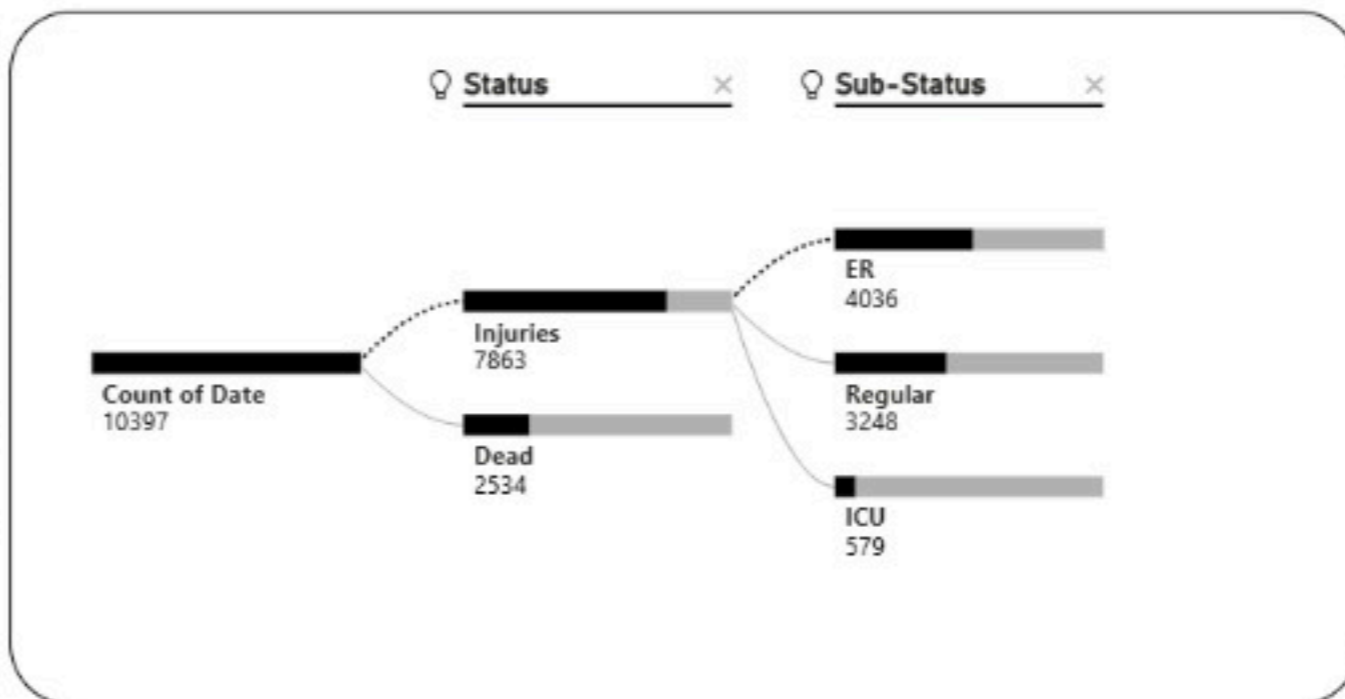 Status
Sub-Status
Count of Date
10397
Injuries
7863
Dead
2534
ER
4036
Regular
3248
ICU
579